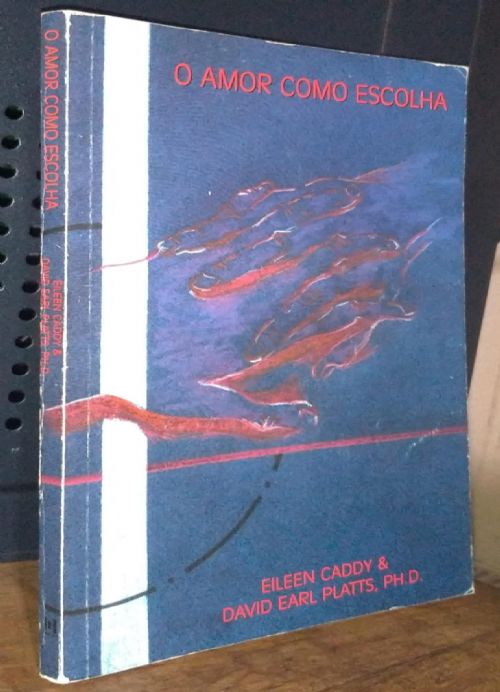 O AMOR COMO ESCOLHA
EILEEN CADDY &
DAVID EARL PLATTS, PH.D.
O AMOR COMO ESCOLHA
EILEEN CADDY &
DAVID EARL PLATTS, PH.D.